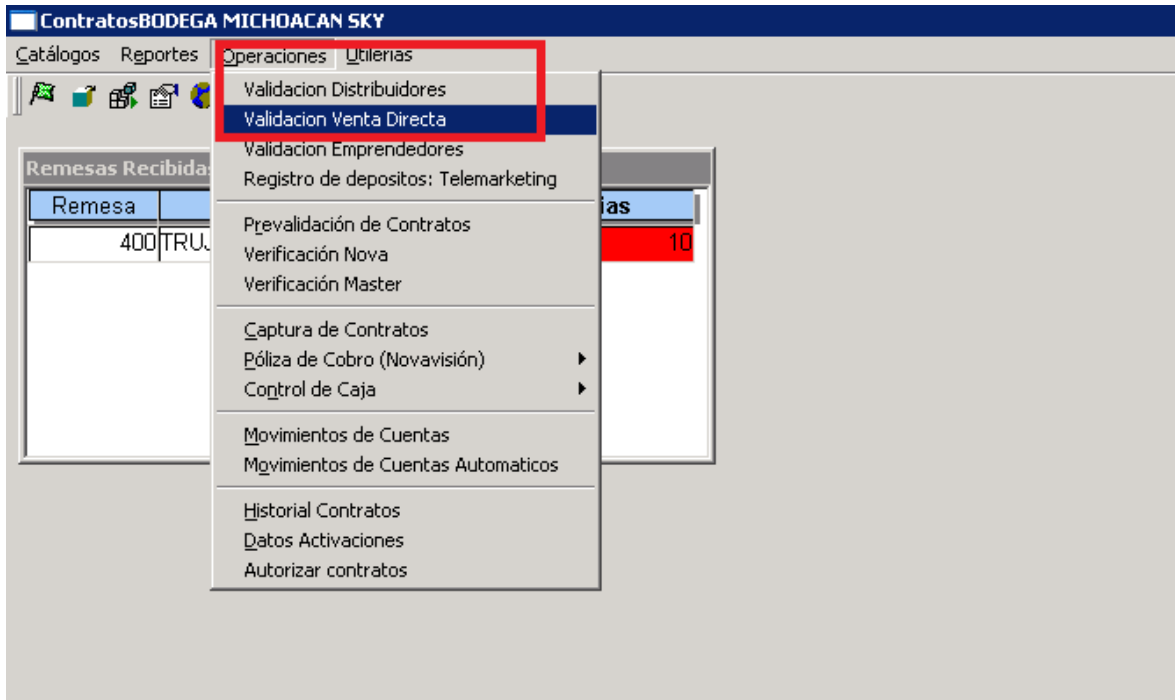 ContratosBODEGA MICHOACAN SKY
Catálogos Reportes Operaciones Utilerias
Validacion Distribuidores
Validacion Venta Directa
Validacion Emprendedores
Registro de depositos: Telemarketing
Prevalidación de Contratos
Verificación Nova
Verificación Master
Captura de Contratos
Póliza de Cobro (Novavisión)
Control de Caja
Movimientos de Cuentas
Movimientos de Cuentas Automaticos
Historial Contratos
Datos Activaciones
Autorizar contratos
Remesas
Remesa
400 10